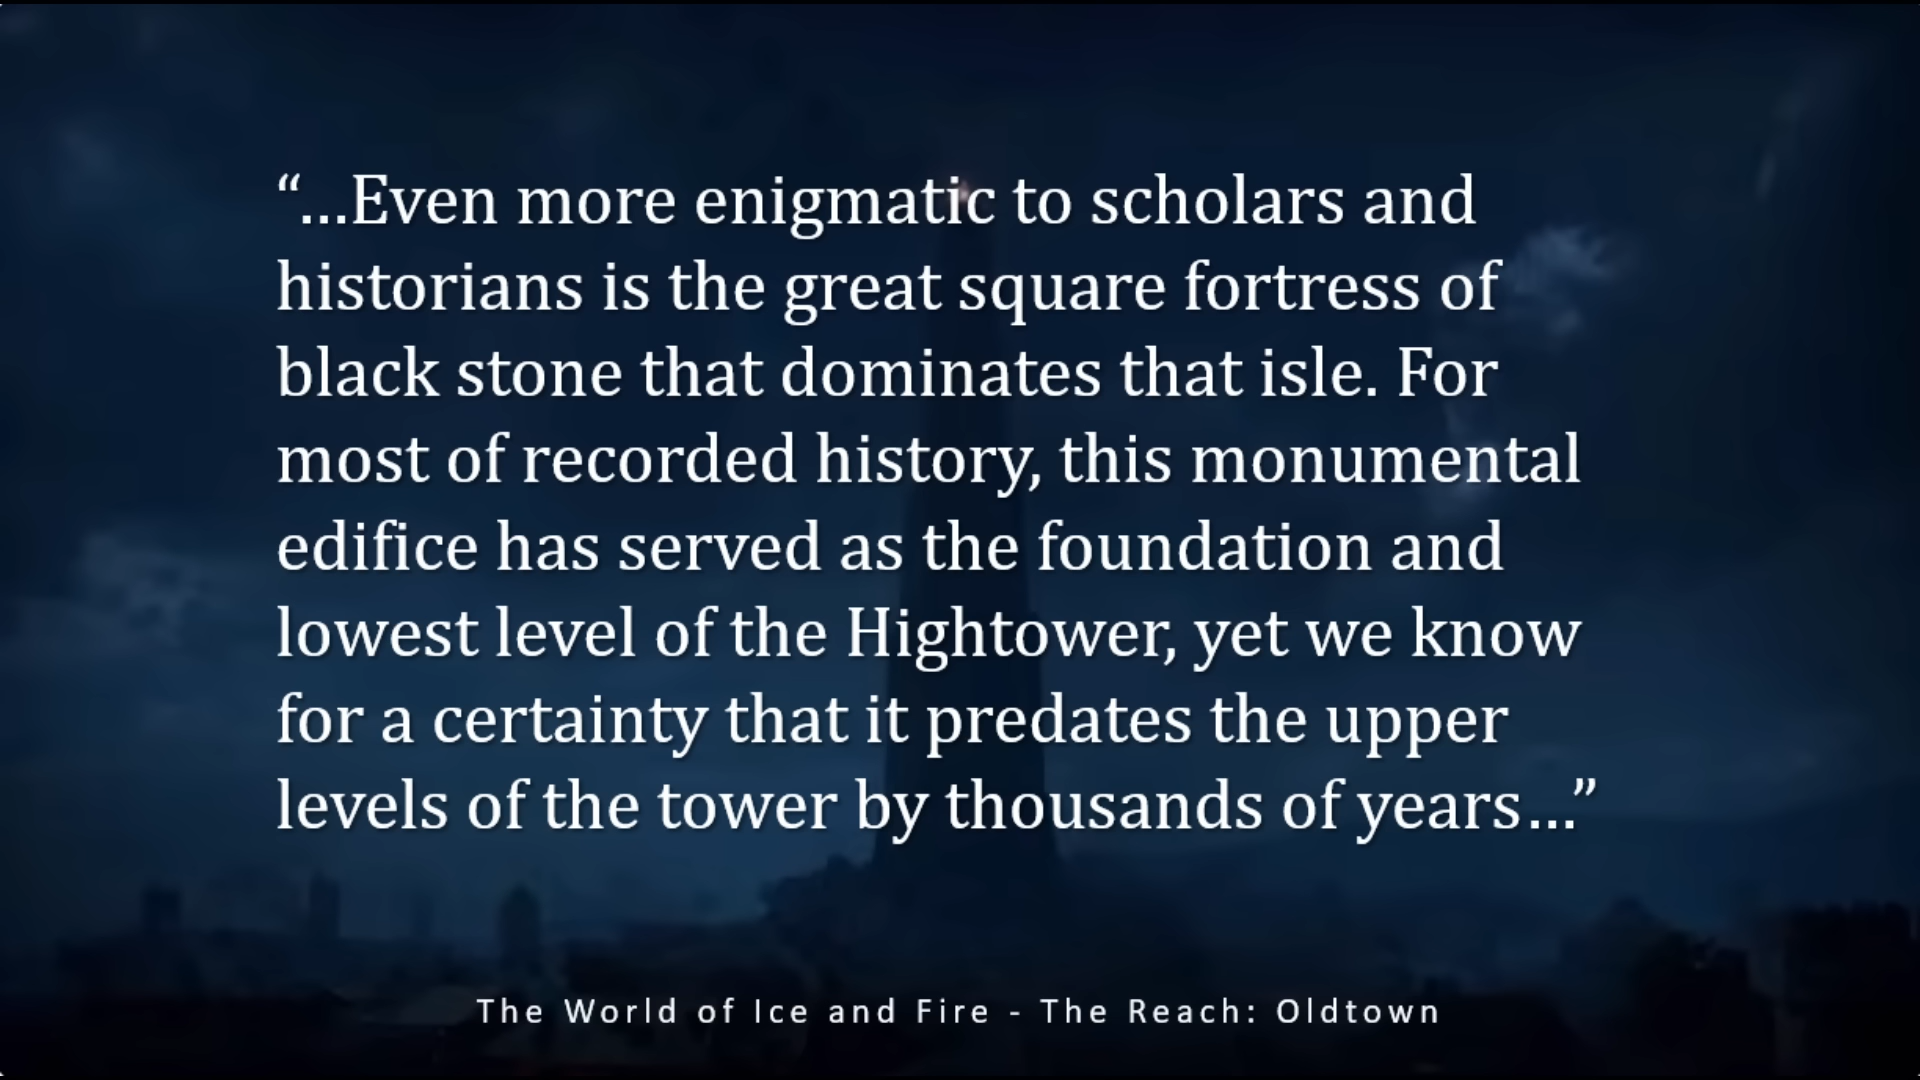 “…Even more enigmatic to scholars and
historians is the great square fortress of
black stone that dominates that isle. For
most of recorded history, this monumental
edifice has served as the foundation and
lowest level of the Hightower, yet we know
for a certainty that it predates the upper
levels of the tower by thousands of years…”
The World of Ice and Fire - The Reach: Oldtown